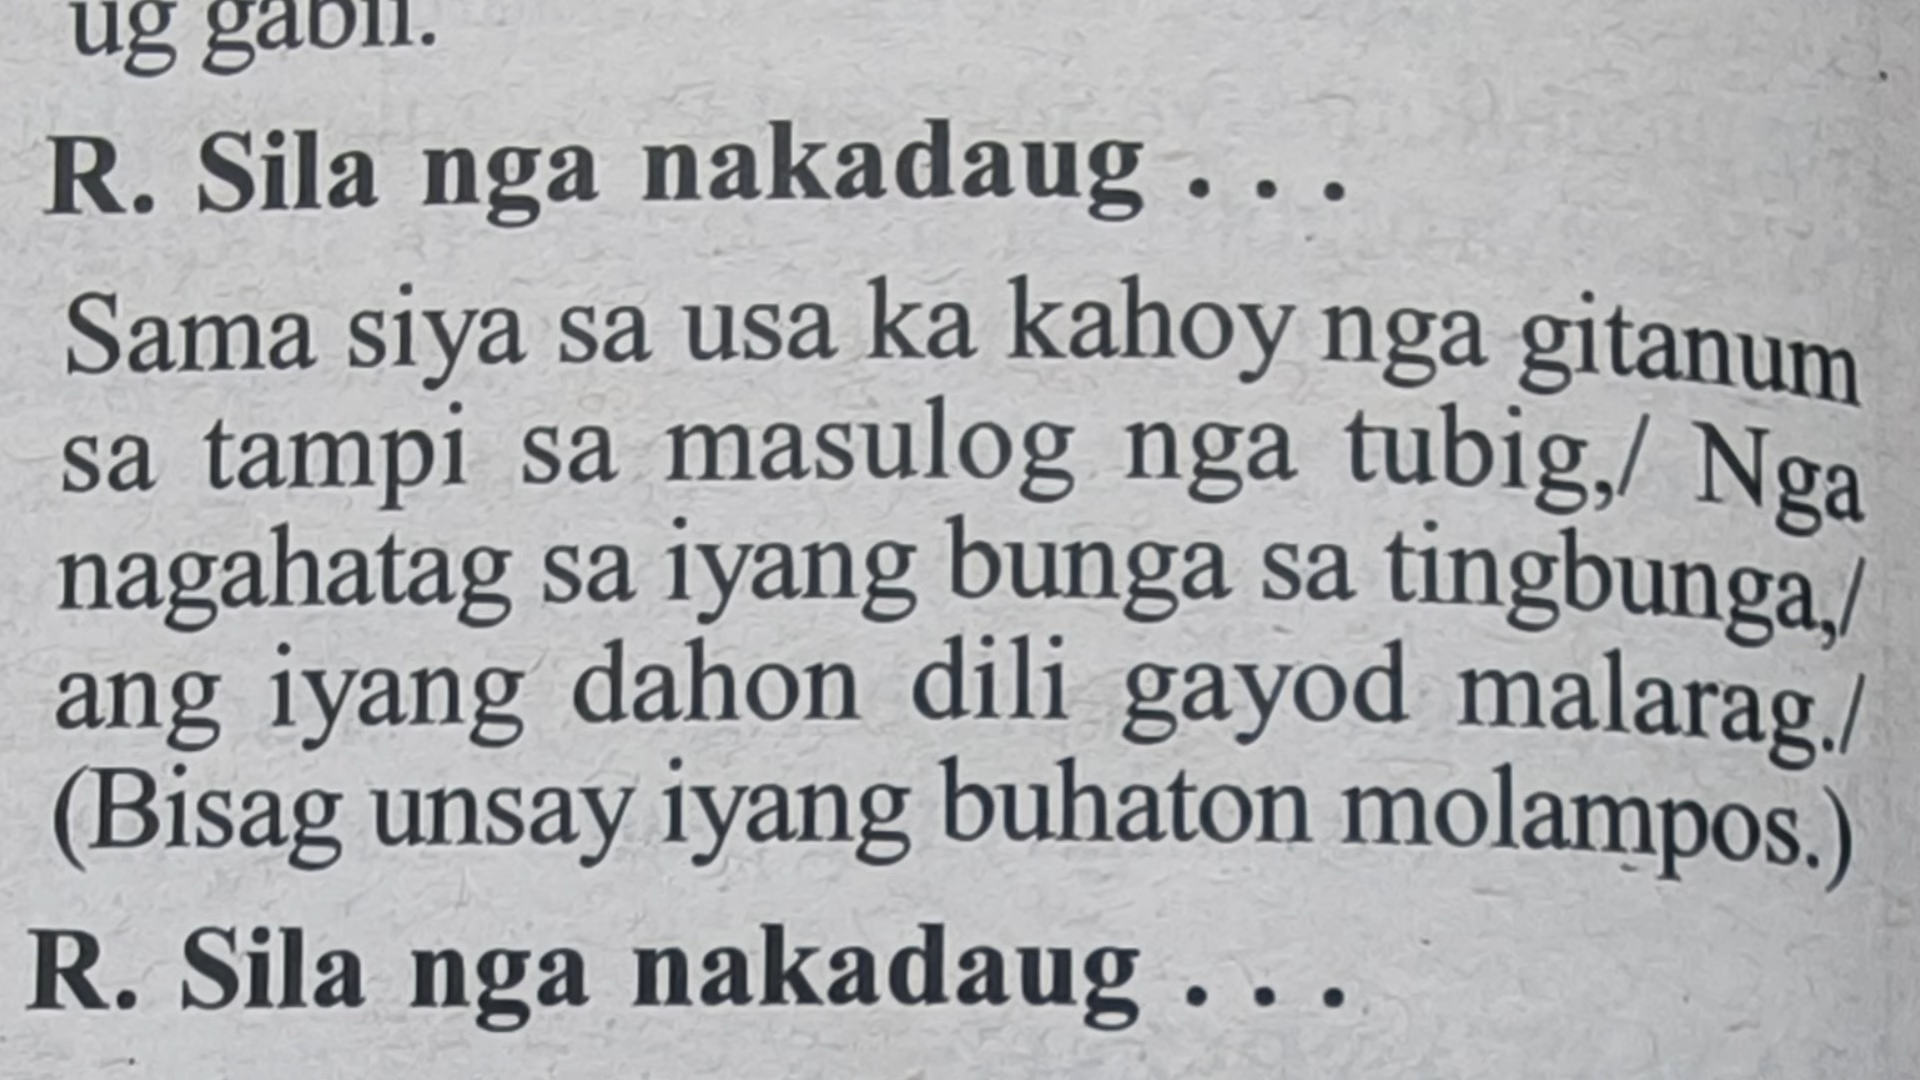 ug gabii.
R. Sila nga nakadaug . . .
Sama siya sa usa ka kahoy nga gitanum
sa tampi sa masulog nga tubig,/ Nga
nagahatag sa iyang bunga sa tingbunga,/
ang iyang dahon dili gayod malarag./
(Bisag unsay iyang buhaton molampos.)
R. Sila nga nakadaug . . .